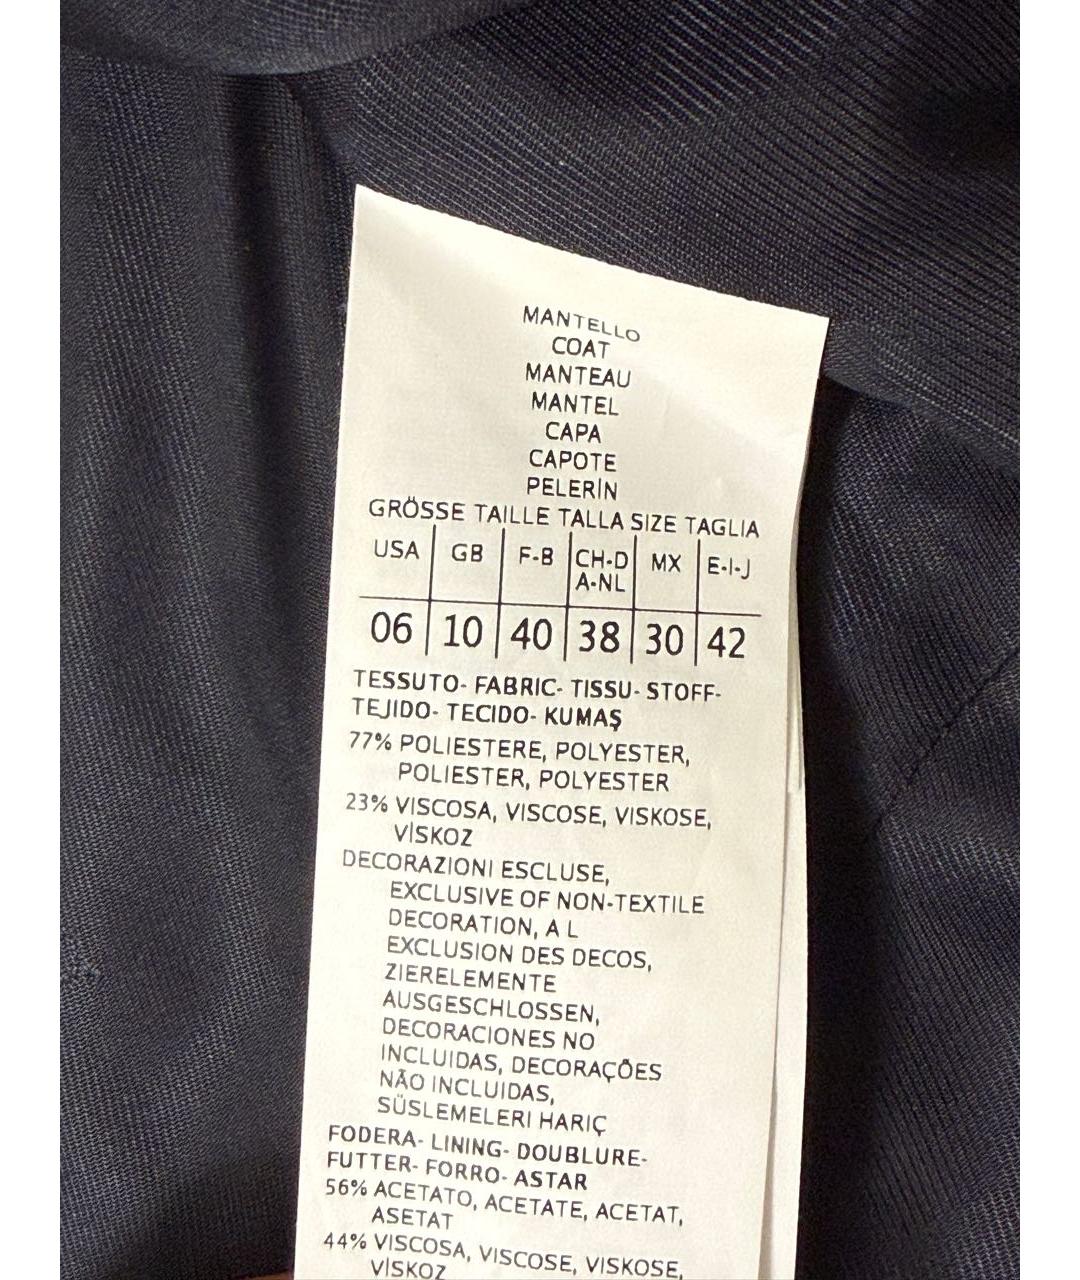 MANTELLO
COAT
MANTEAU
MANTEL
CAPA
CAPOTE
PELERİN
GRÖSSE TAILLE TALLA SIZE TAGLIA
USA GB F-B CH-D MX E-I-J
A-NL
06 10 40 38 30 42
TESSUTO- FABRIC- TISSU- STOFF-
TEJIDO- TECIDO- KUMAŞ
77% POLIESTERE, POLYESTER,
POLIESTER, POLYESTER
23% VISCOSA, VISCOSE, VISKOSE,
VİSKOZ
DECORAZIONI ESCLUSE,
EXCLUSIVE OF NON-TEXTILE
DECORATION, A L
EXCLUSION DES DECOS,
ZIERELEMENTE
AUSGESCHLOSSEN,
DECORACIONES NO
INCLUIDAS, DECORAÇÕES
NÃO INCLUIDAS,
SÜSLEMELERI HARIÇ
FODERA- LINING- DOUBLURE-
FUTTER- FORRO- ASTAR
56% ACETATO, ACETATE, ACETAT,
ASETAT
44% VISCOSA, VISCOSE, VISKOSE,
VİSKOZ